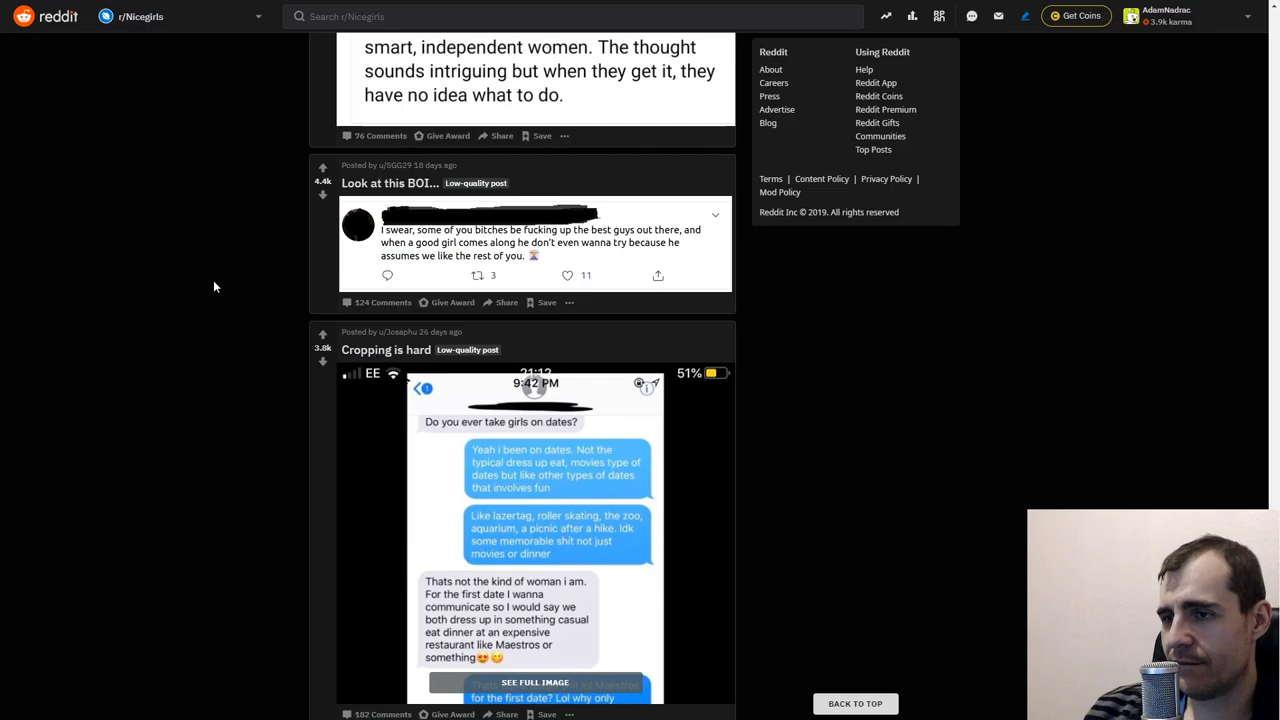 reddit
r/Nicegirls
Search r/Nicegirls
Get Coins
AdamNadrac
3.9k karma
smart, independent women. The thought
sounds intriguing but when they get it, they
have no idea what to do.
76 Comments Give Award Share Save
Posted by u/SGG29 18 days ago
4.4k
Look at this BOI... Low-quality post
I swear, some of you bitches be fucking up the best guys out there, and
when a good girl comes along he don't even wanna try because he
assumes we like the rest of you.
3 11
124 Comments Give Award Share Save
Posted by u/Josaphu 26 days ago
3.8k
Cropping is hard Low-quality post
EE 21:12 51%
9:42 PM
1
Do you ever take girls on dates?
Yeah i been on dates. Not the
typical dress up eat, movies type of
dates but like other types of dates
that involves fun
Like lazertag, roller skating, the zoo,
aquarium, a picnic after a hike. Idk
some memorable shit not just
movies or dinner
Thats not the kind of woman i am.
For the first date I wanna
communicate so I would say we
both dress up in something casual
eat dinner at an expensive
restaurant like Maestros or
something
SEE FULL IMAGE
lol Maestros
for the first date? Lol why only
182 Comments Give Award Share Save
Reddit Using Reddit
About Help
Careers Reddit App
Press Reddit Coins
Advertise Reddit Premium
Blog Reddit Gifts
Communities
Top Posts
Terms | Content Policy | Privacy Policy |
Mod Policy
Reddit Inc © 2019. All rights reserved
BACK TO TOP